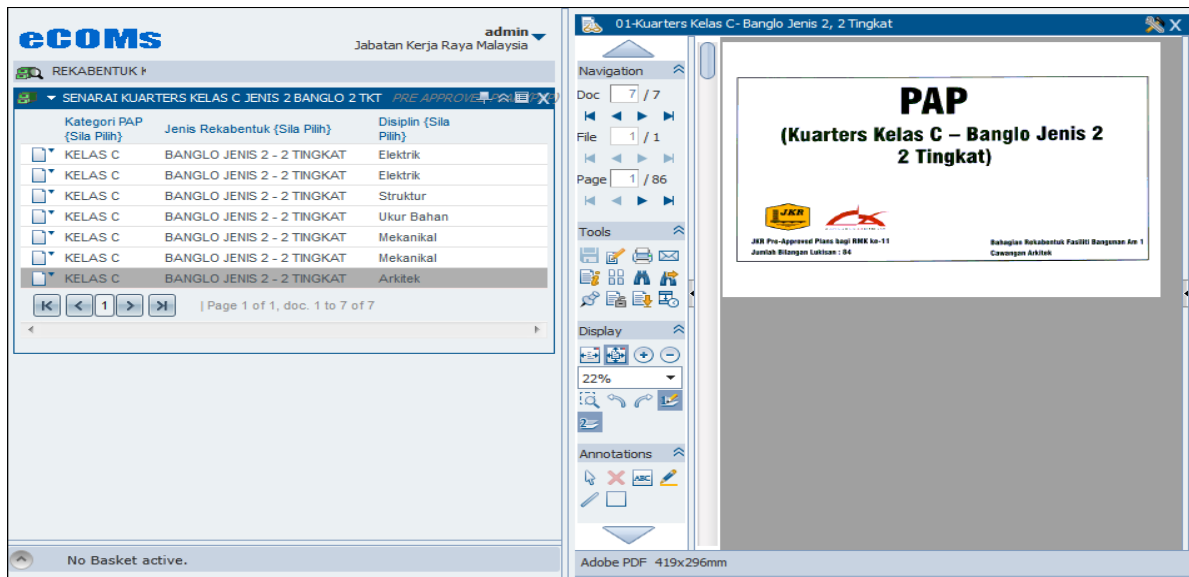 eCOMs
admin
Jabatan Kerja Raya Malaysia
REKABENTUK K
SENARAI KUARTERS KELAS C JENIS 2 BANGLO 2 TKT PRE APPROVED
Kategori PAP {Sila Pilih}
Jenis Rekabentuk {Sila Pilih}
Disiplin {Sila Pilih}
KELAS C BANGLO JENIS 2 - 2 TINGKAT Elektrik
KELAS C BANGLO JENIS 2 - 2 TINGKAT Elektrik
KELAS C BANGLO JENIS 2 - 2 TINGKAT Struktur
KELAS C BANGLO JENIS 2 - 2 TINGKAT Ukur Bahan
KELAS C BANGLO JENIS 2 - 2 TINGKAT Mekanikal
KELAS C BANGLO JENIS 2 - 2 TINGKAT Mekanikal
KELAS C BANGLO JENIS 2 - 2 TINGKAT Arkitek
1 | Page 1 of 1, doc. 1 to 7 of 7
No Basket active.
01-Kuarters Kelas C- Banglo Jenis 2, 2 Tingkat
Navigation
Doc 7 / 7
File 1 / 1
Page 1 / 86
Tools
Display
22%
1
2
Annotations
ABC
PAP
(Kuarters Kelas C – Banglo Jenis 2
2 Tingkat)
JKR
JKR Pre-Approved Plans bagi RMK ke-11
Jumlah Bilangan Lukisan : 84
Bahagian Rekabentuk Fasiliti Bangunan Am 1
Cawangan Arkitek
Adobe PDF 419x296mm